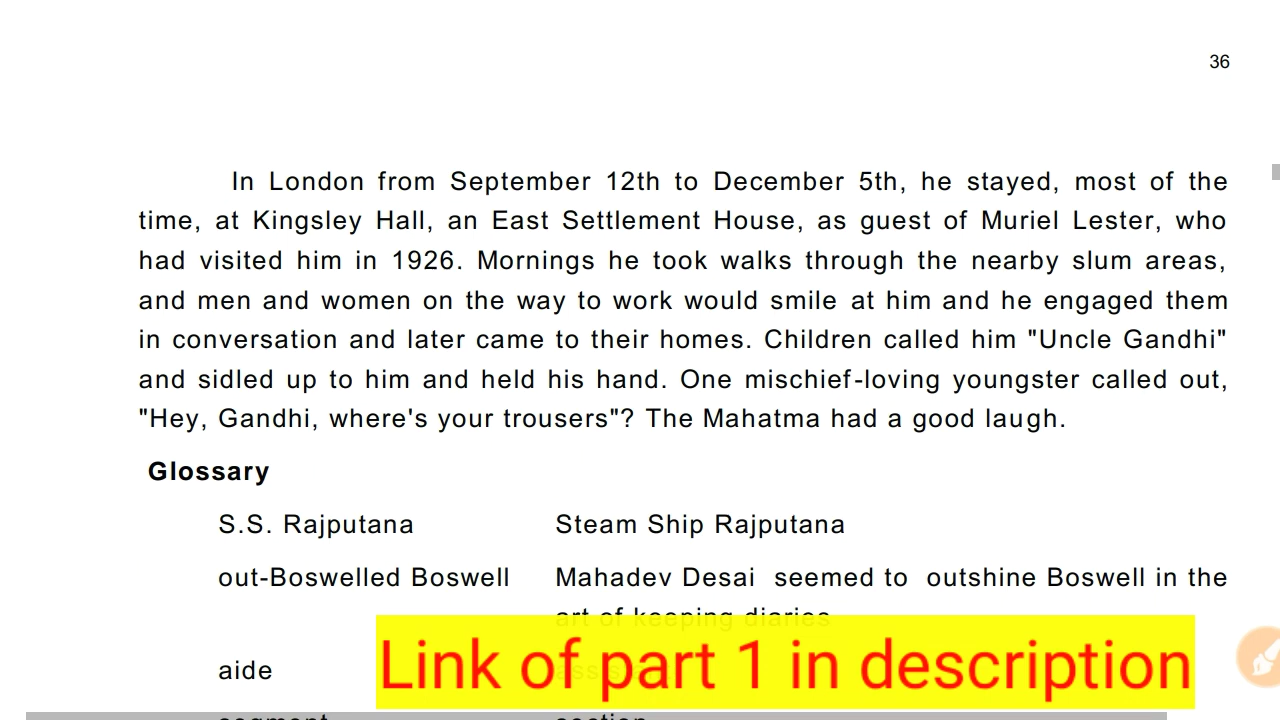 36
In London from September 12th to December 5th, he stayed, most of the
time, at Kingsley Hall, an East Settlement House, as guest of Muriel Lester, who
had visited him in 1926. Mornings he took walks through the nearby slum areas,
and men and women on the way to work would smile at him and he engaged them
in conversation and later came to their homes. Children called him "Uncle Gandhi"
and sidled up to him and held his hand. One mischief-loving youngster called out,
"Hey, Gandhi, where's your trousers"? The Mahatma had a good laugh.
Glossary
S.S. Rajputana Steam Ship Rajputana
out-Boswelled Boswell Mahadev Desai seemed to outshine Boswell in the
art of keeping diaries
aide
Link of part 1 in description
segment section